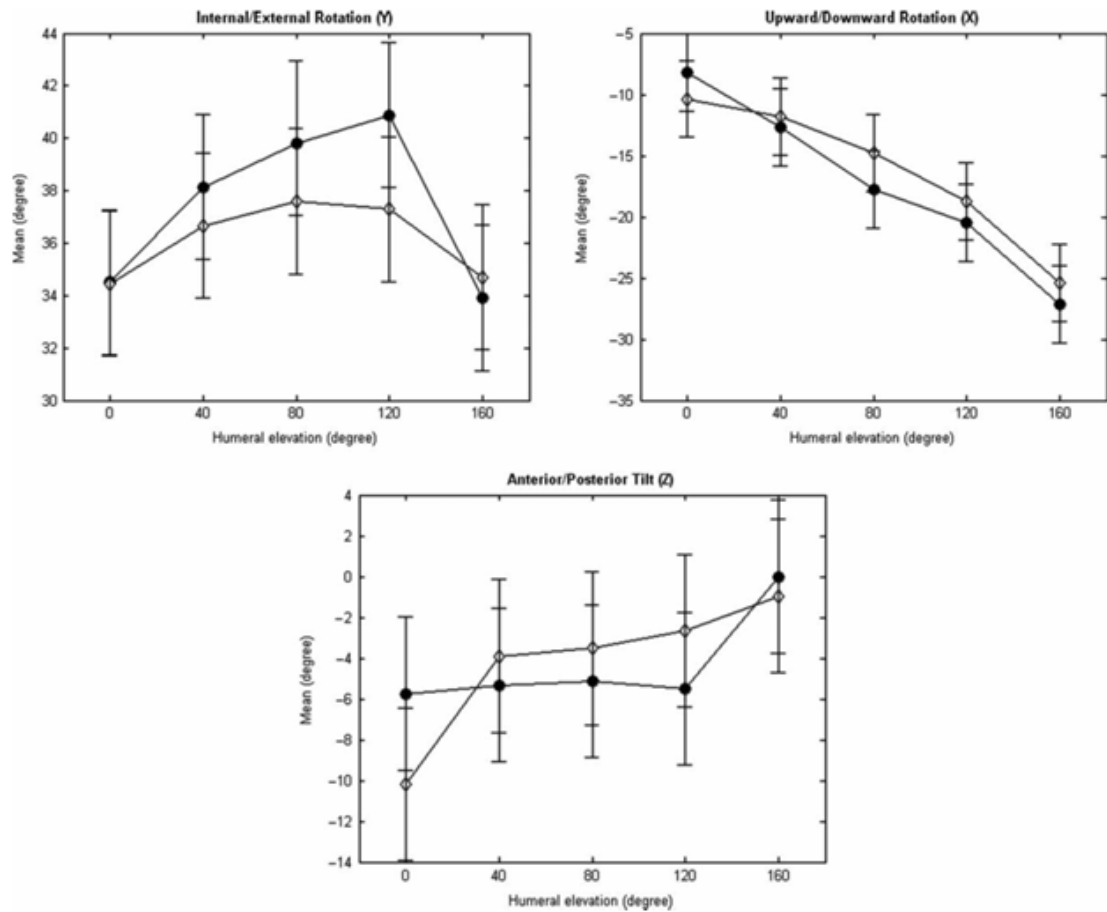 Internal/External Rotation (Y)
44
42
40
38
36
34
32
30
Mean (degree)
0 40 80 120 160
Humeral elevation (degree)
Upward/Downward Rotation (X)
−5
−10
−15
−20
−25
−30
−35
Mean (degree)
0 40 80 120 160
Humeral elevation (degree)
Anterior/Posterior Tilt (Z)
4
2
0
−2
−4
−6
−8
−10
−12
−14
Mean (degree)
0 40 80 120 160
Humeral elevation (degree)